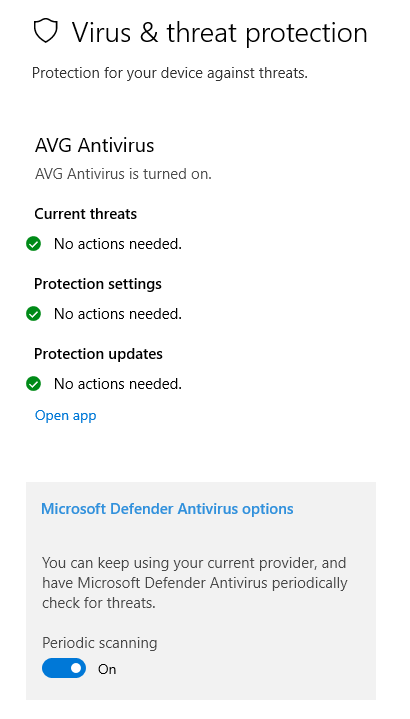 Virus & threat protection
Protection for your device against threats.
AVG Antivirus
AVG Antivirus is turned on.
Current threats
No actions needed.
Protection settings
No actions needed.
Protection updates
No actions needed.
Open app
Microsoft Defender Antivirus options
You can keep using your current provider, and
have Microsoft Defender Antivirus periodically
check for threats.
Periodic scanning
On